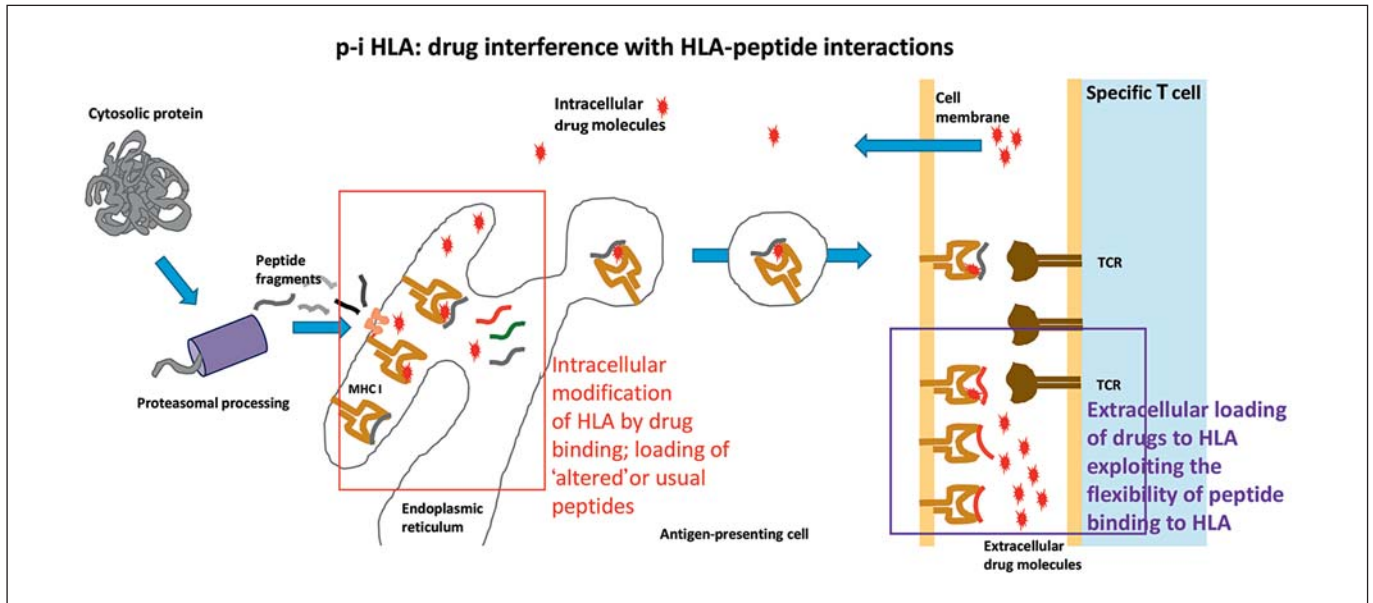 p-i HLA: drug interference with HLA-peptide interactions
Cytosolic protein
Intracellular
drug molecules
Cell
membrane
Specific T cell
Peptide
fragments
TCR
MHC I
Proteasomal processing
Intracellular
modification
of HLA by drug
binding; loading of
'altered' or usual
peptides
TCR
Extracellular loading
of drugs to HLA
exploiting the
flexibility of peptide
binding to HLA
Endoplasmic
reticulum
Antigen-presenting cell
Extracellular
drug molecules